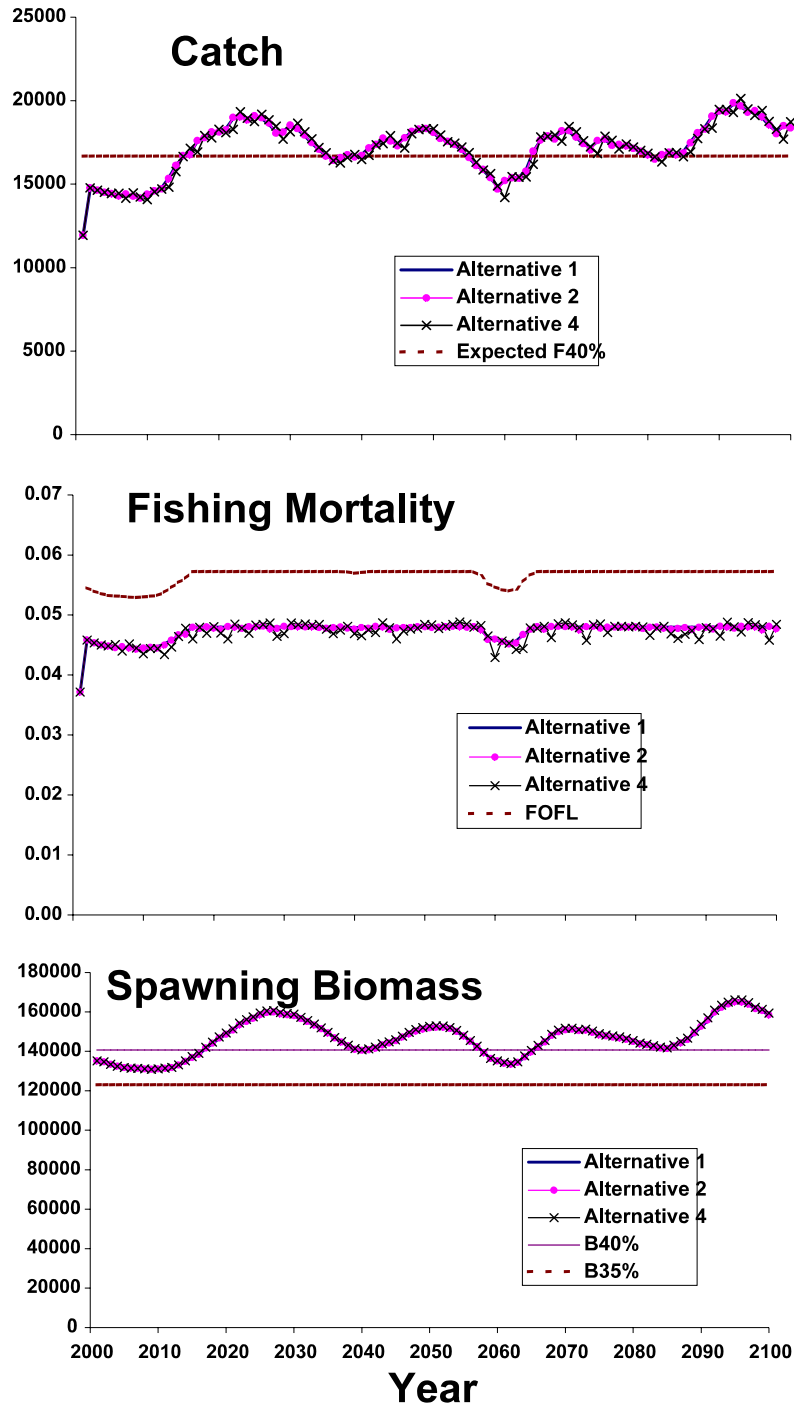 Catch
25000
20000
15000
10000
5000
0
Alternative 1
Alternative 2
Alternative 4
Expected F40%
Fishing Mortality
0.07
0.06
0.05
0.04
0.03
0.02
0.01
0.00
Alternative 1
Alternative 2
Alternative 4
FOFL
Spawning Biomass
180000
160000
140000
120000
100000
80000
60000
40000
20000
0
Alternative 1
Alternative 2
Alternative 4
B40%
B35%
2000 2010 2020 2030 2040 2050 2060 2070 2080 2090 2100
Year